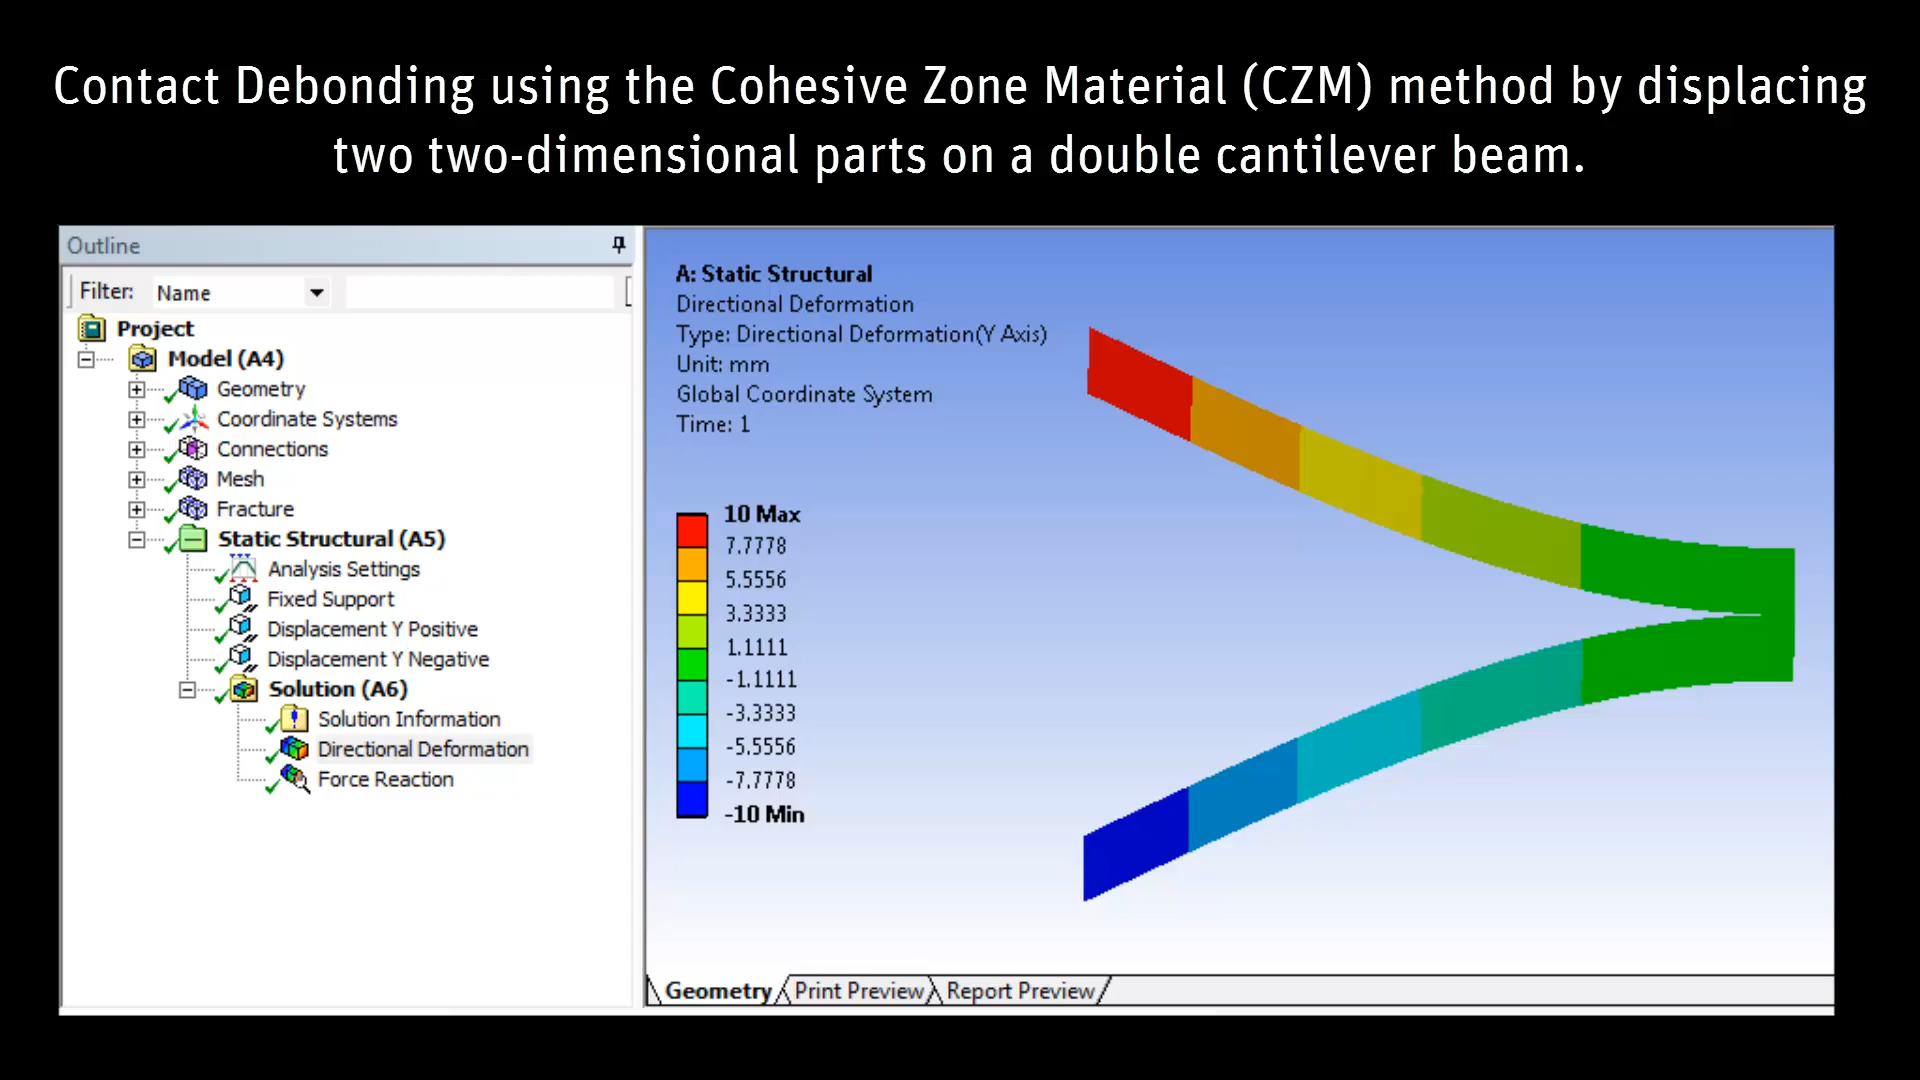 Contact Debonding using the Cohesive Zone Material (CZM) method by displacing
two two-dimensional parts on a double cantilever beam.
Outline
Filter: Name
Project
Model (A4)
Geometry
Coordinate Systems
Connections
Mesh
Fracture
Static Structural (A5)
Analysis Settings
Fixed Support
Displacement Y Positive
Displacement Y Negative
Solution (A6)
Solution Information
Directional Deformation
Force Reaction
A: Static Structural
Directional Deformation
Type: Directional Deformation(Y Axis)
Unit: mm
Global Coordinate System
Time: 1
10 Max
7.7778
5.5556
3.3333
1.1111
-1.1111
-3.3333
-5.5556
-7.7778
-10 Min
Geometry Print Preview Report Preview